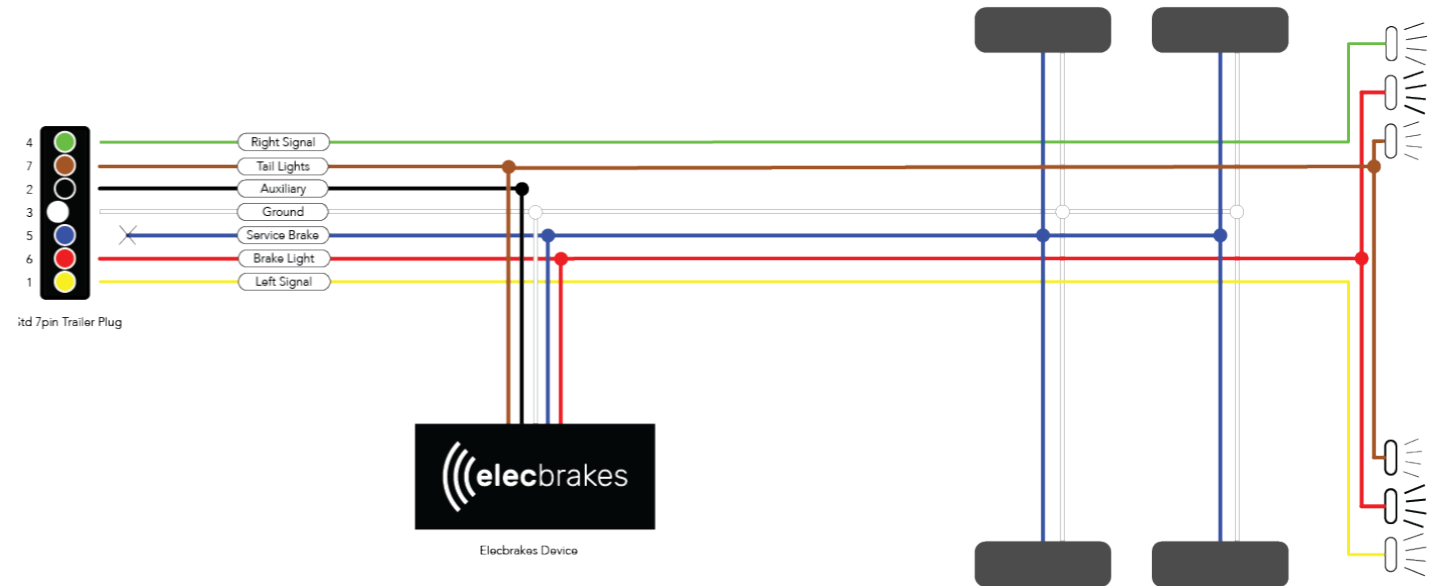 4 Right Signal
7 Tail Lights
2 Auxiliary
3 Ground
5 Service Brake
6 Brake Light
1 Left Signal
7pin Trailer Plug
elecbrakes
Elecbrakes Device